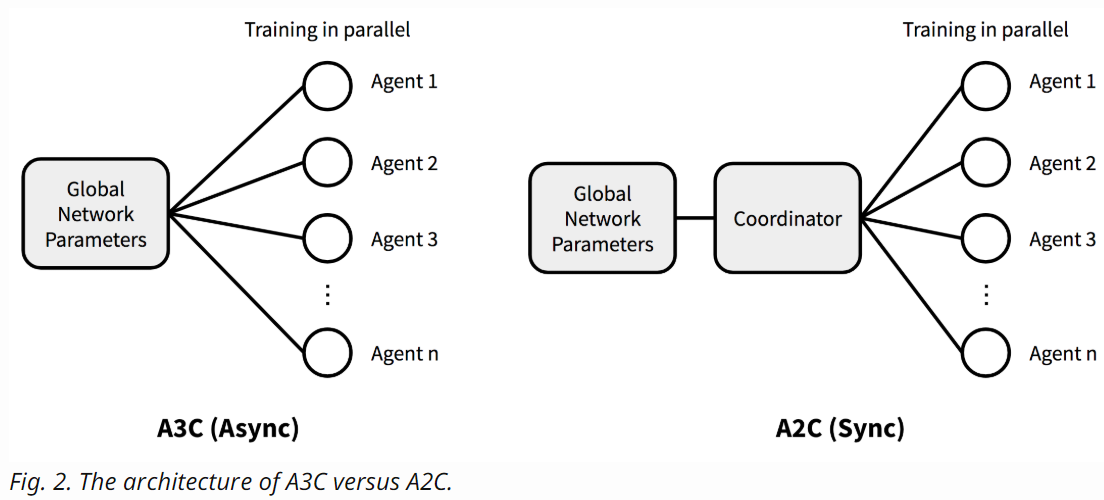 Training in parallel
Agent 1
Agent 2
Agent 3
Agent n
Global
Network
Parameters
A3C (Async)
Training in parallel
Agent 1
Agent 2
Agent 3
Agent n
Global
Network
Parameters
Coordinator
A2C (Sync)
Fig. 2. The architecture of A3C versus A2C.